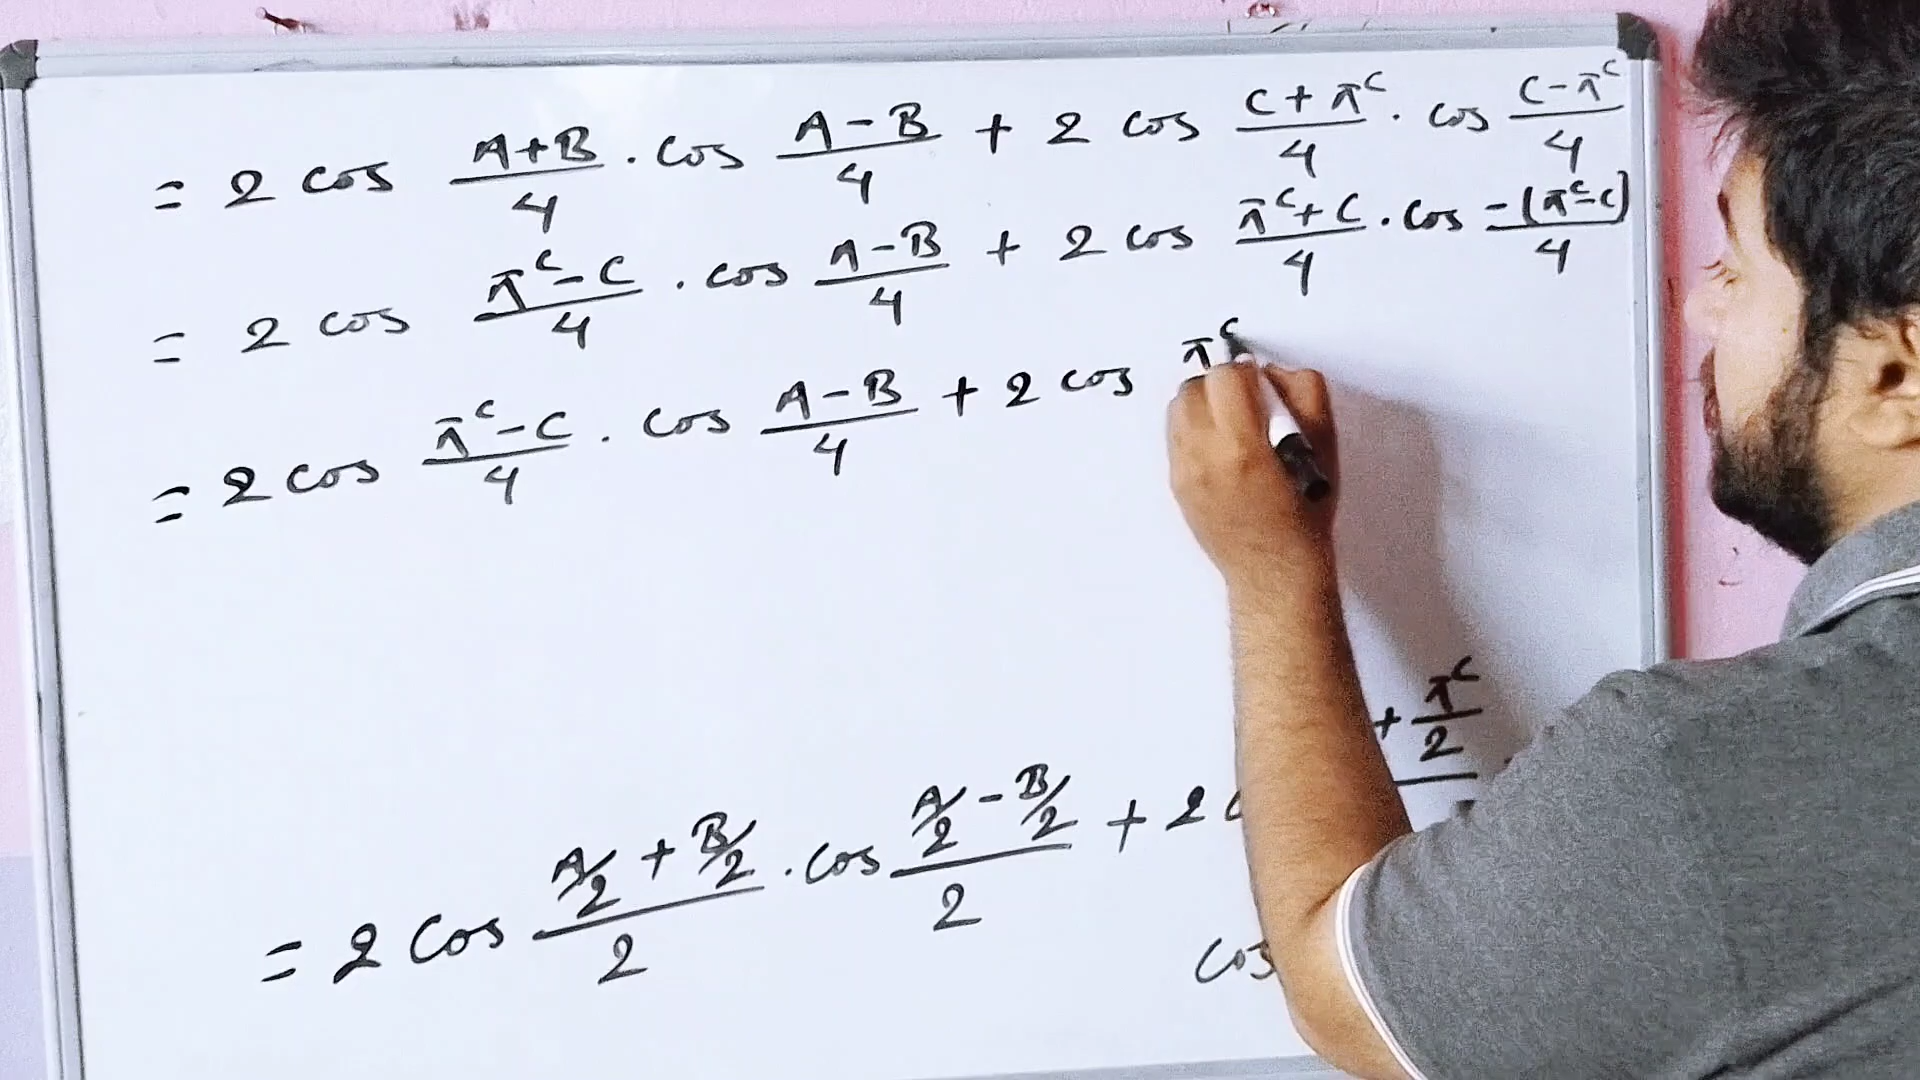 = 2 cos (A+B)/4 . cos (A-B)/4 + 2 cos (C+π^c)/4 . cos (C-π^c)/4
= 2 cos (π^c-C)/4 . cos (A-B)/4 + 2 cos (π^c+C)/4 . cos (-(π^c-C))/4
= 2 cos (π^c-C)/4 . cos (A-B)/4 + 2 cos π^c
+ π^c/2
= 2 cos (A/2 + B/2)/2 . cos (A/2 - B/2)/2 + 2
cos